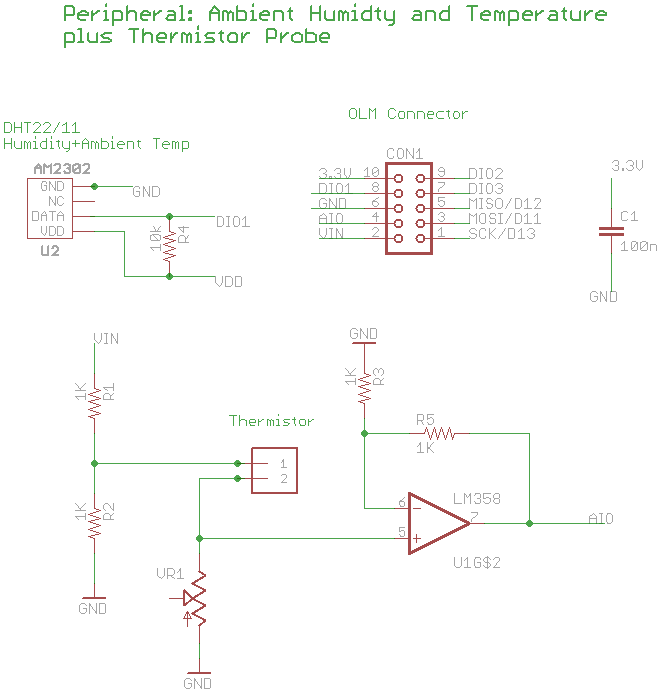 Peripheral: Ambient Humidty and Temperature
plus Thermistor Probe
OLM Connector
DHT22/11
Humidity+Ambient Temp
AM2302
GND
NC
DATA
VDD
U2
GND
DIO1
10k
R4
VDD
CON1
3.3v 10 9 DIO2
DIO1 8 7 DIO3
GND 6 5 MISO/D12
AIO 4 3 MOSI/D11
VIN 2 1 SCK/D13
3.3v
C1
100n
GND
VIN
1K
R1
1K
R2
GND
Thermistor
1
2
VR1
GND
GND
1K
R3
R5
1K
6
5
7
LM358
U1G$2
AIO